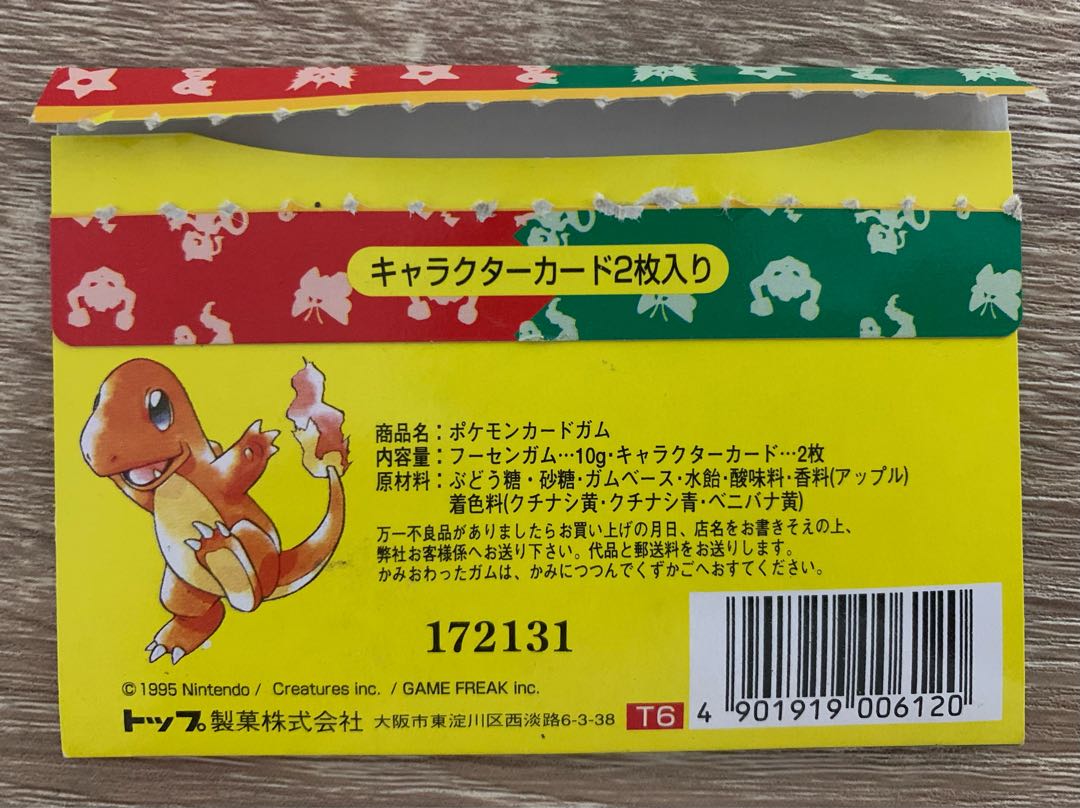 キャラクターカード2枚入り
商品名：ポケモンカードガム
内容量：フーセンガム…10g・キャラクターカード…2枚
原材料：ぶどう糖・砂糖・ガムベース・水飴・酸味料・香料(アップル)
着色料(クチナシ黄・クチナシ青・ベニバナ黄)
万一不良品がありましたらお買い上げの月日、店名をお書きそえの上、
弊社お客様係へお送り下さい。代品と郵送料をお送りします。
かみおわったガムは、かみにつつんでくずかごへおすてください。
172131
©1995 Nintendo / Creatures inc. / GAME FREAK inc.
トップ製菓株式会社 大阪市東淀川区西淡路6-3-38 T6
4 901919 006120